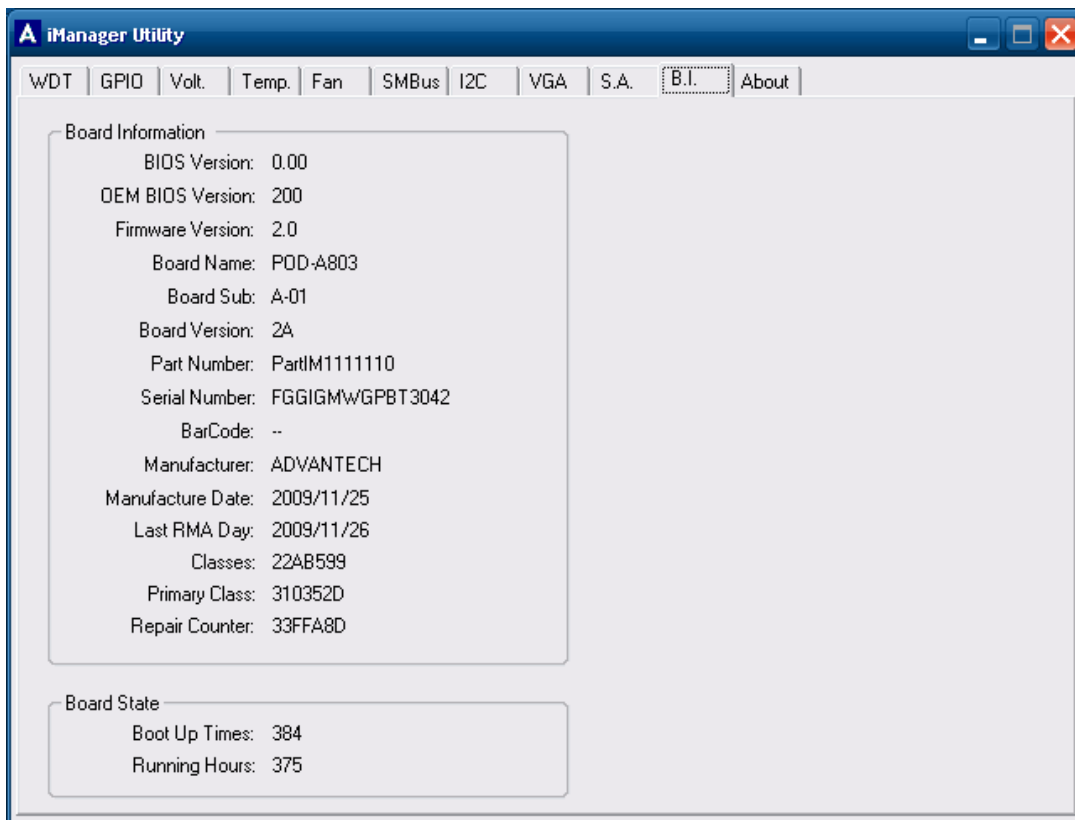 A iManager Utility
WDT GPIO Volt. Temp. Fan SMBus I2C VGA S.A. B.I. About
Board Information
BIOS Version: 0.00
OEM BIOS Version: 200
Firmware Version: 2.0
Board Name: POD-A803
Board Sub: A-01
Board Version: 2A
Part Number: PartIM1111110
Serial Number: FGGIGMWGPBT3042
BarCode: --
Manufacturer: ADVANTECH
Manufacture Date: 2009/11/25
Last RMA Day: 2009/11/26
Classes: 22AB599
Primary Class: 310352D
Repair Counter: 33FFA8D
Board State
Boot Up Times: 384
Running Hours: 375